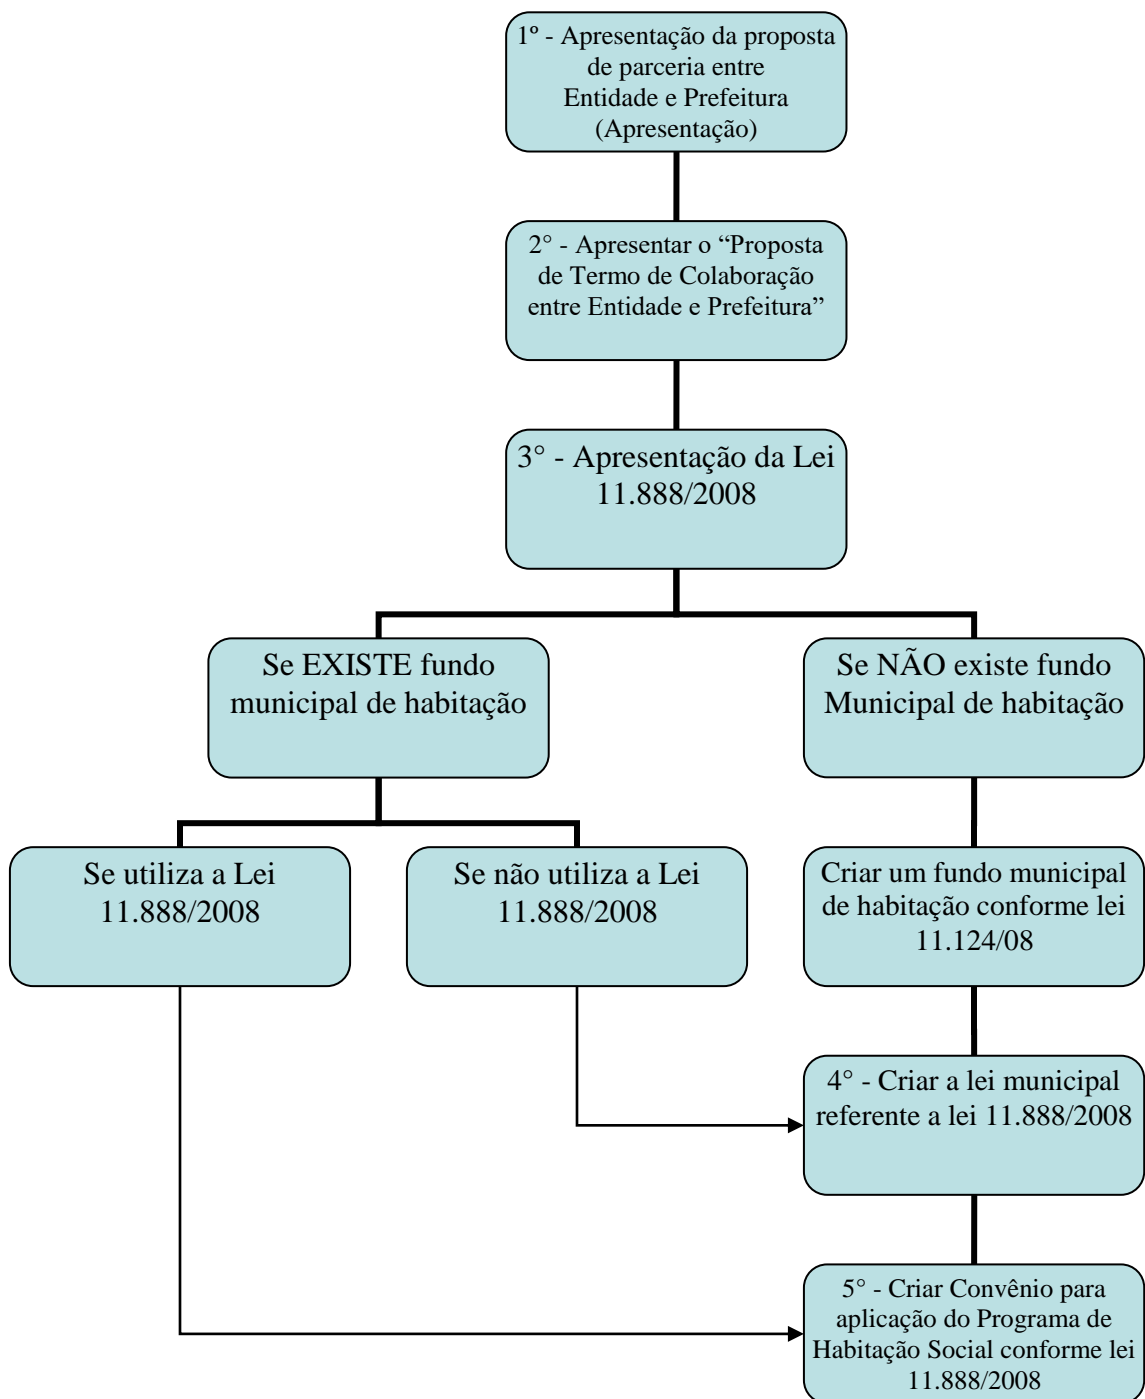 1º - Apresentação da proposta
de parceria entre
Entidade e Prefeitura
(Apresentação)
2° - Apresentar o “Proposta
de Termo de Colaboração
entre Entidade e Prefeitura”
3° - Apresentação da Lei
11.888/2008
Se EXISTE fundo
municipal de habitação
Se NÃO existe fundo
Municipal de habitação
Se utiliza a Lei
11.888/2008
Se não utiliza a Lei
11.888/2008
Criar um fundo municipal
de habitação conforme lei
11.124/08
4° - Criar a lei municipal
referente a lei 11.888/2008
5° - Criar Convênio para
aplicação do Programa de
Habitação Social conforme lei
11.888/2008